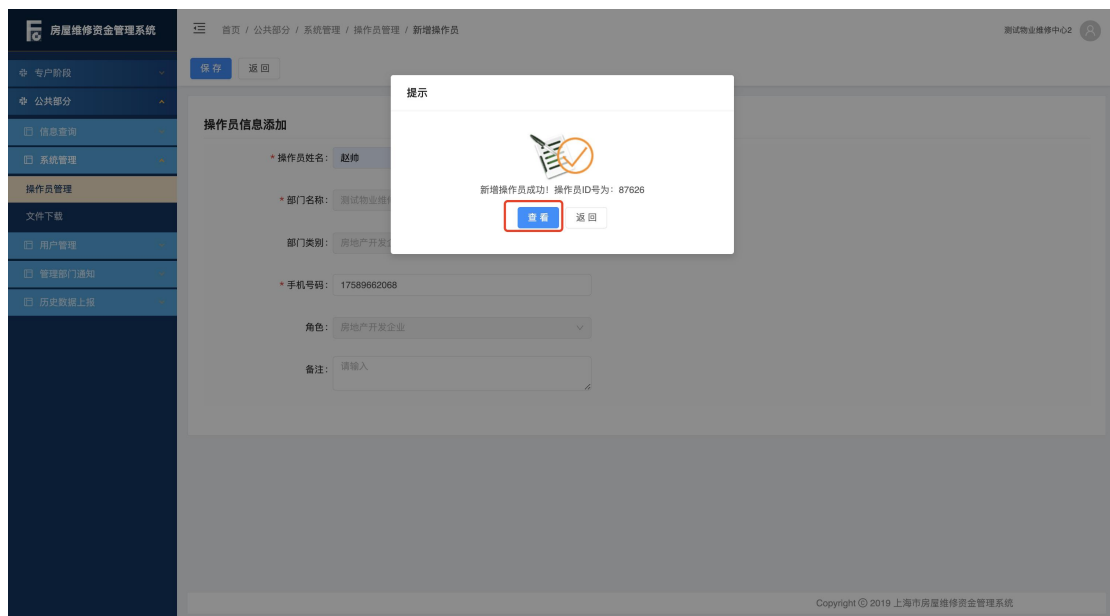 房屋维修资金管理系统
首页 / 公共部分 / 系统管理 / 操作员管理 / 新增操作员
测试物业维修中心2
专户阶段
公共部分
信息查询
系统管理
操作员管理
文件下载
用户管理
管理部门通知
历史数据上报
保存 返回
操作员信息添加
* 操作员姓名: 赵帅
* 部门名称: 测试物业维
部门类别: 房地产开发
* 手机号码: 17589662068
角色: 房地产开发企业
备注: 请输入
提示
新增操作员成功! 操作员ID号为: 87626
查看 返回
Copyright © 2019 上海市房屋维修资金管理系统